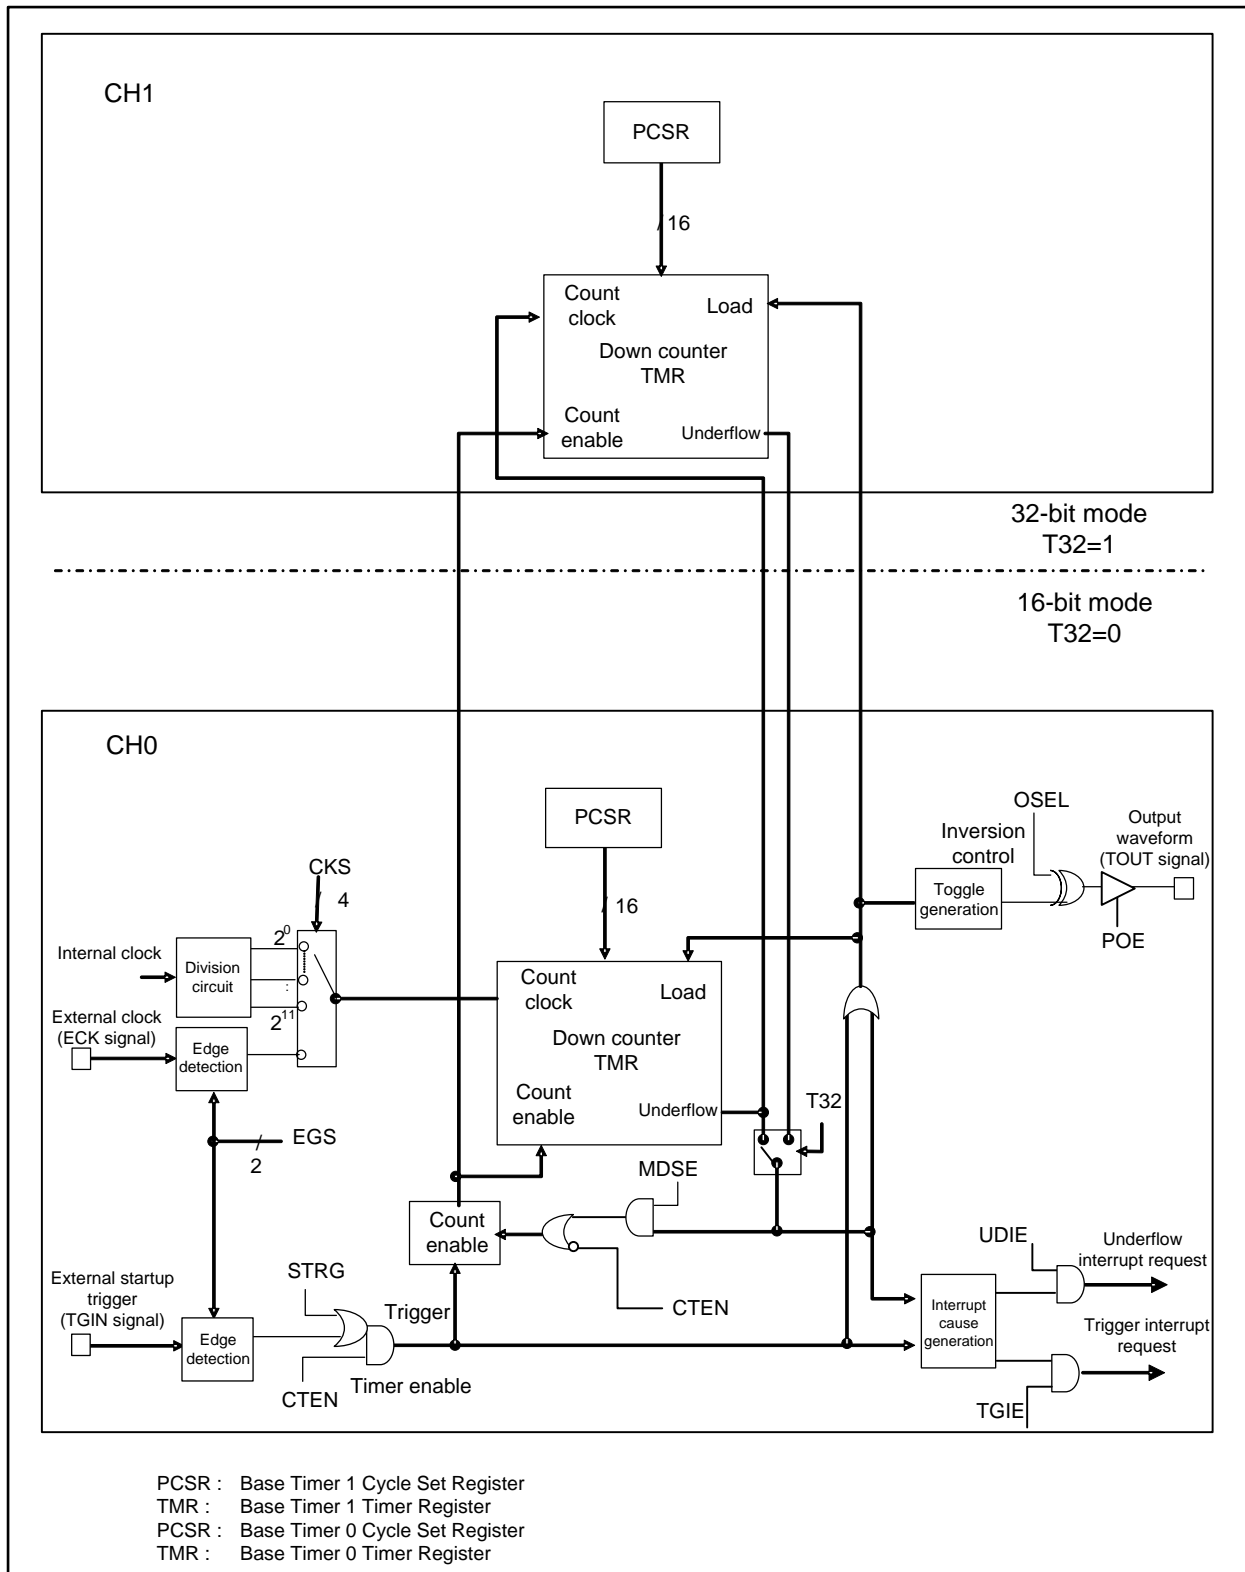 CH1
PCSR
16
Count
clock
Load
Down counter
TMR
Count
enable
Underflow
32-bit mode
T32=1
16-bit mode
T32=0
CH0
PCSR
16
CKS
4
OSEL
Inversion
control
Output
waveform
(TOUT signal)
Toggle
generation
POE
Internal clock
Division
circuit
2^0
:
2^11
External clock
(ECK signal)
Edge
detection
Count
clock
Load
Down counter
TMR
Count
enable
Underflow
T32
EGS
2
MDSE
Count
enable
CTEN
UDIE
Underflow
interrupt request
External startup
trigger
(TGIN signal)
STRG
Trigger
Edge
detection
CTEN
Timer enable
Interrupt
cause
generation
Trigger interrupt
request
TGIE
PCSR : Base Timer 1 Cycle Set Register
TMR : Base Timer 1 Timer Register
PCSR : Base Timer 0 Cycle Set Register
TMR : Base Timer 0 Timer Register